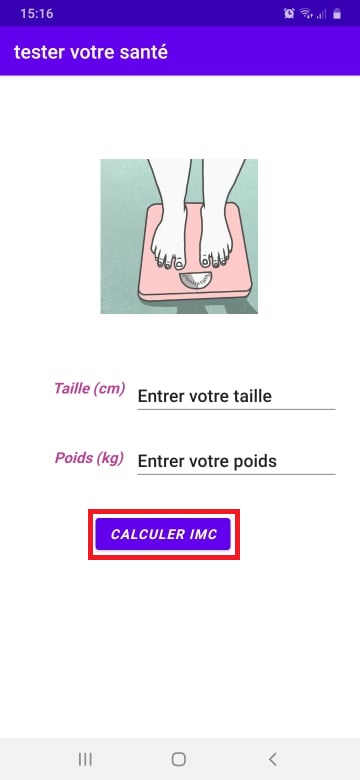 15:16
tester votre santé
Taille (cm) Entrer votre taille
Poids (kg) Entrer votre poids
CALCULER IMC